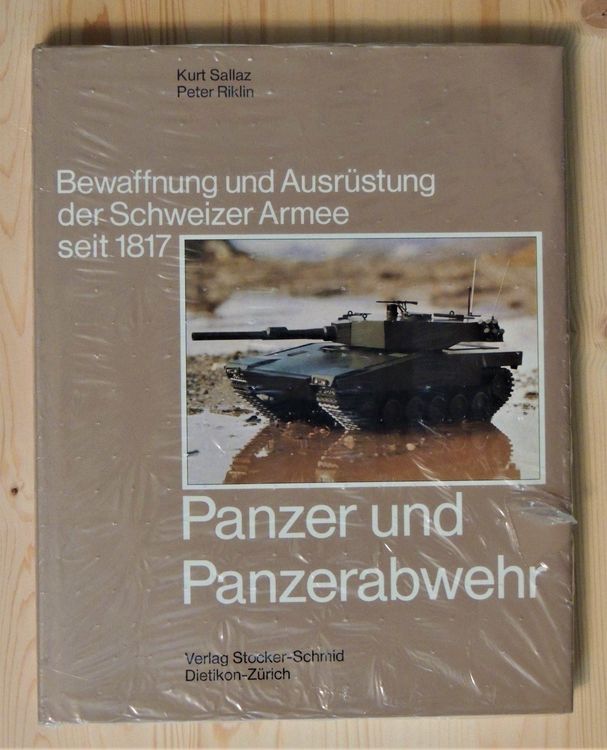 Kurt Sallaz
Peter Riklin
Bewaffnung und Ausrüstung
der Schweizer Armee
seit 1817
Panzer und
Panzerabwehr
Verlag Stocker-Schmid
Dietikon-Zürich